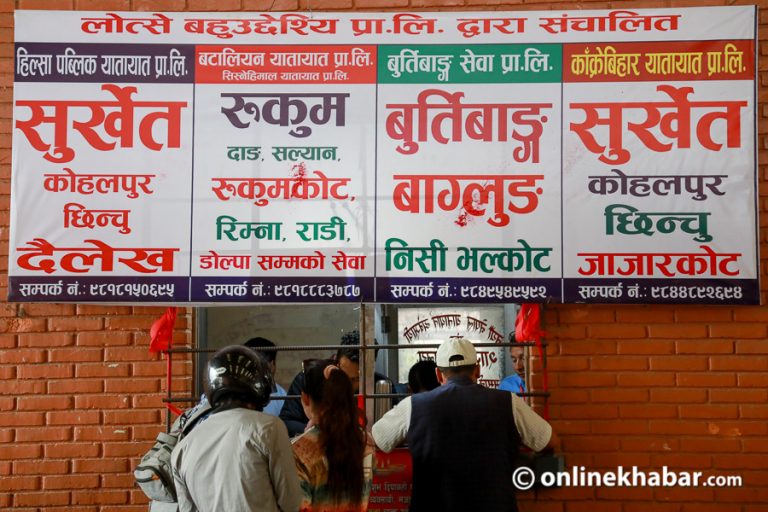 लोत्से बहुउद्देश्यि प्रा.लि. द्वारा संचालित
हिल्सा पब्लिक यातायात प्रा.लि.
सुर्खेत
कोहलपुर
छिन्चु
दैलेख
सम्पर्क नं.: ९८१८१५०६९५
बटालियन यातायात प्रा.लि.
सिस्नेहिमाल यातायात प्रा.लि.
रुकुम
दाङ, सल्यान,
रुकुमकोट,
रिम्ना, राडी,
डोल्पा सम्मको सेवा
सम्पर्क नं.: ९८१८८८३७८७
बुर्तिबाङ्ग सेवा प्रा.लि.
बुर्तिबाङ्ग
बाग्लुङ
निसी भल्कोट
सम्पर्क नं.: ९८४९५४९५९२
काँक्रेबिहार यातायात प्रा.लि.
सुर्खेत
कोहलपुर
छिन्चु
जाजारकोट
सम्पर्क नं.: ९८४४८९२६९४
©onlinekhabar.com